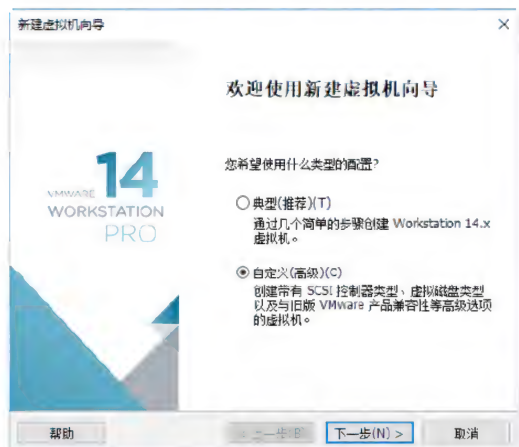 新建虚拟机向导
欢迎使用新建虚拟机向导
14
VMWARE
WORKSTATION
PRO
您希望使用什么类型的配置?
典型(推荐)(T)
通过几个简单的步骤创建 Workstation 14.x
虚拟机。
自定义(高级)(C)
创建带有 SCSI 控制器类型、虚拟磁盘类型
以及与旧版 VMware 产品兼容性等高级选项
的虚拟机。
帮助
< 上一步(B)
下一步(N) >
取消